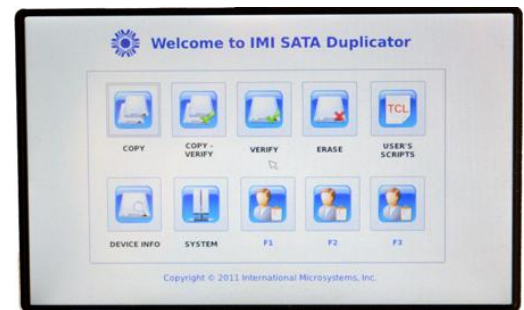 Welcome to IMI SATA Duplicator
TCL
COPY
COPY -
VERIFY
VERIFY
ERASE
USER'S
SCRIPTS
DEVICE INFO
SYSTEM
F1
F2
F3
Copyright © 2011 International Microsystems, Inc.